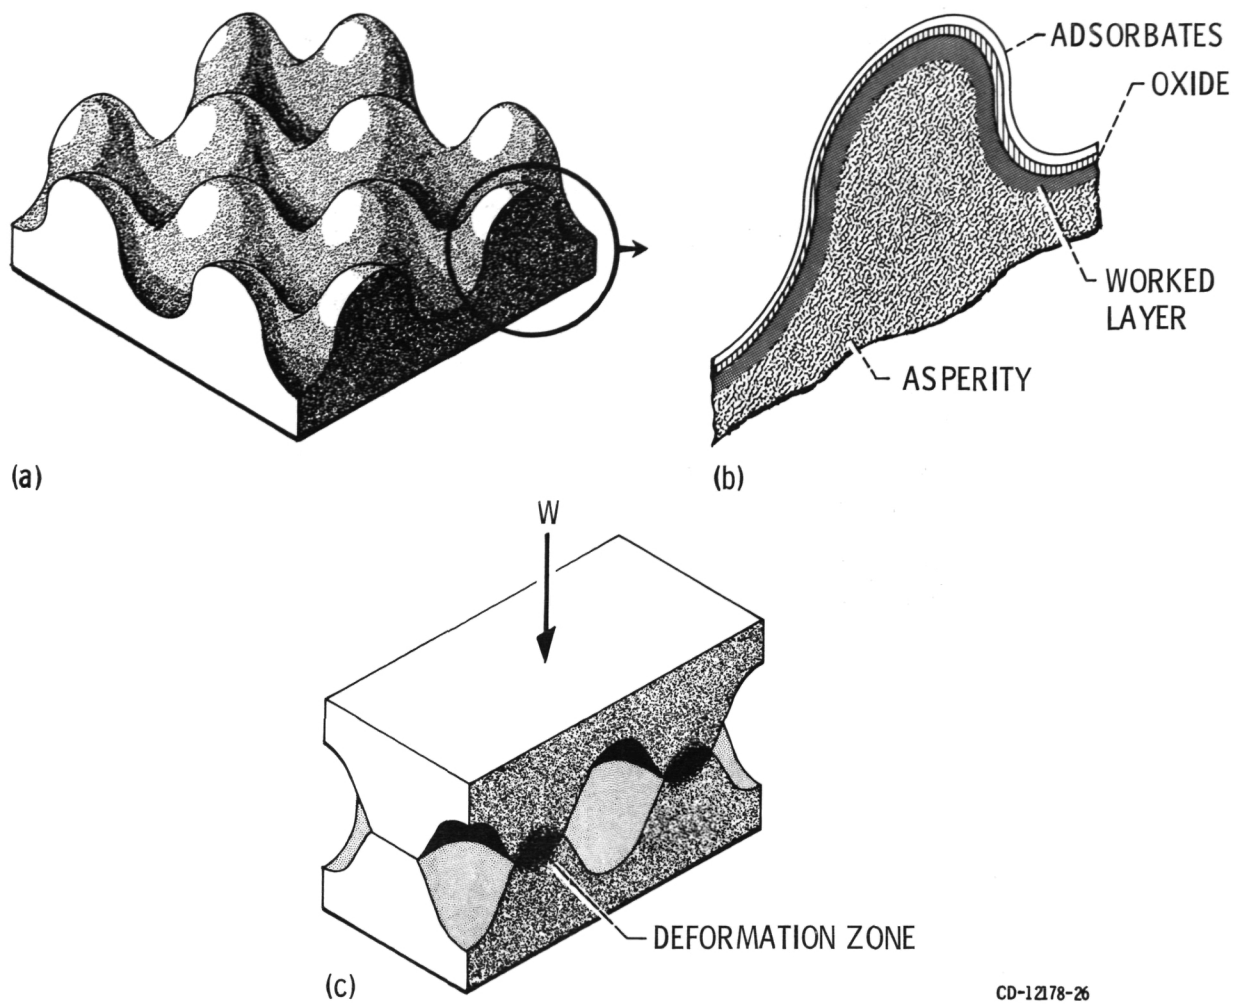 ADSORBATES
OXIDE
WORKED
LAYER
ASPERITY
(a)
(b)
W
DEFORMATION ZONE
(c)
CD-12178-26